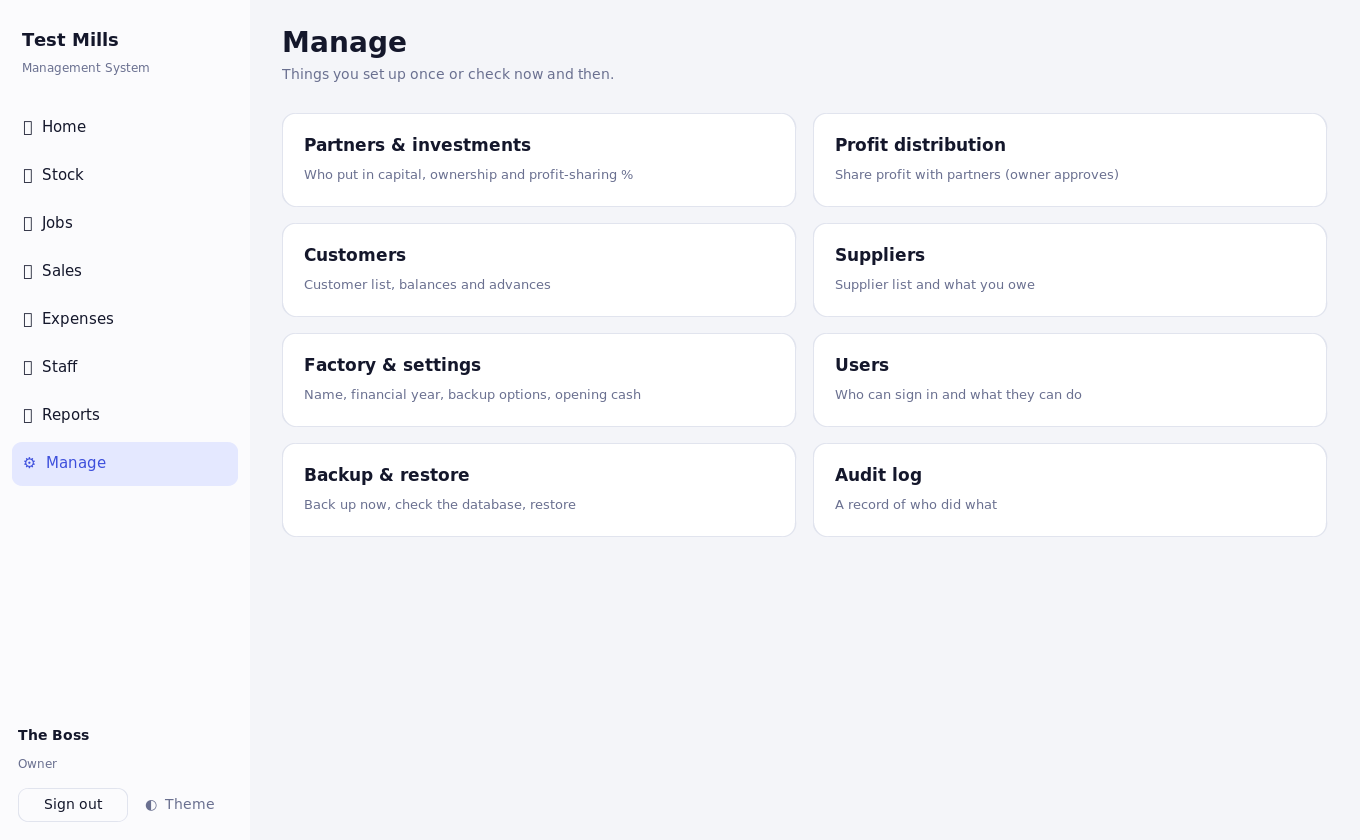 Test Mills
Management System
Home
Stock
Jobs
Sales
Expenses
Staff
Reports
⚙ Manage
The Boss
Owner
Sign out
◐ Theme
Manage
Things you set up once or check now and then.
Partners & investments
Who put in capital, ownership and profit-sharing %
Profit distribution
Share profit with partners (owner approves)
Customers
Customer list, balances and advances
Suppliers
Supplier list and what you owe
Factory & settings
Name, financial year, backup options, opening cash
Users
Who can sign in and what they can do
Backup & restore
Back up now, check the database, restore
Audit log
A record of who did what